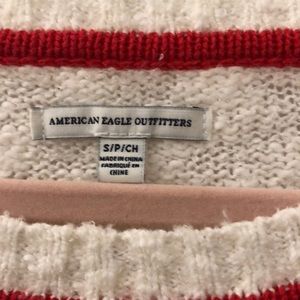 AMERICAN EAGLE OUTFITTERS
S/P/CH
MADE IN CHINA
FABRIQUÉ EN
CHINE